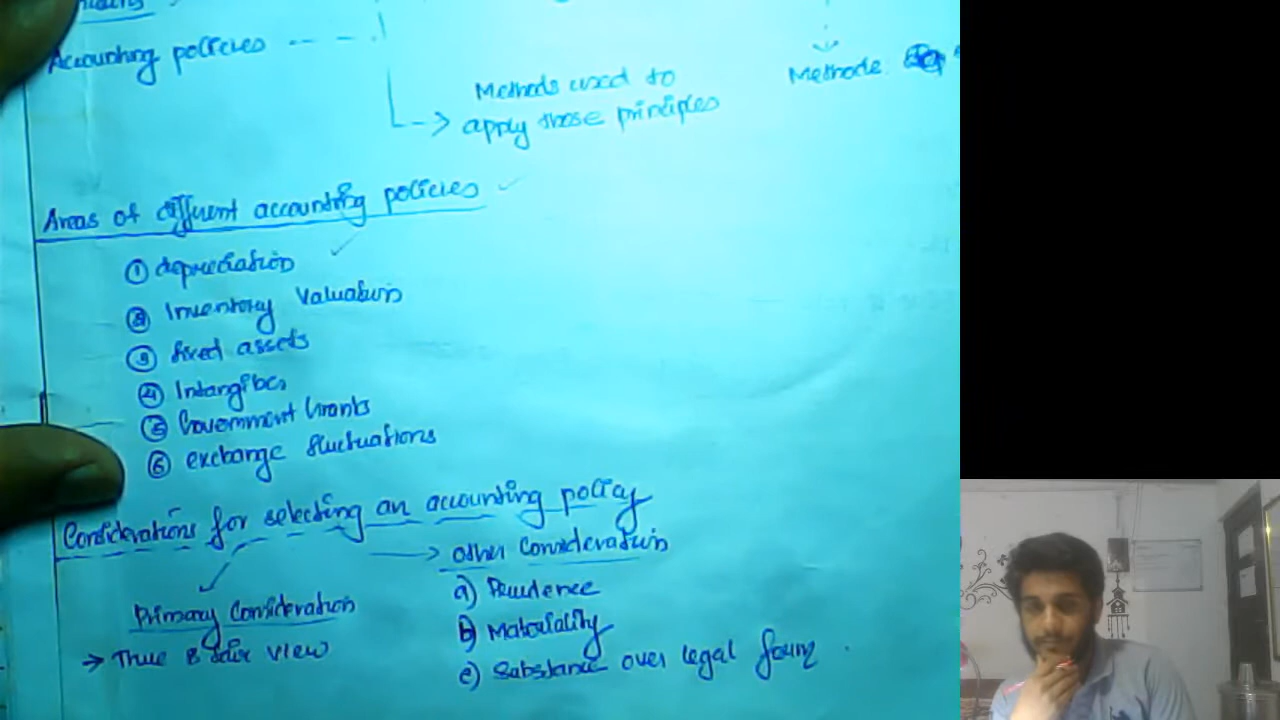 Accounting policies
Methods used to
apply those principles
Methods
Areas of different accounting policies
① depreciation
② Inventory Valuation
③ fixed assets
④ Intangibles
⑤ Government Grants
⑥ exchange fluctuations
Considerations for selecting an accounting policy
Primary Consideration
→ True & fair view
→ other Consideration
a) Prudence
b) Materiality
c) Substance over legal form